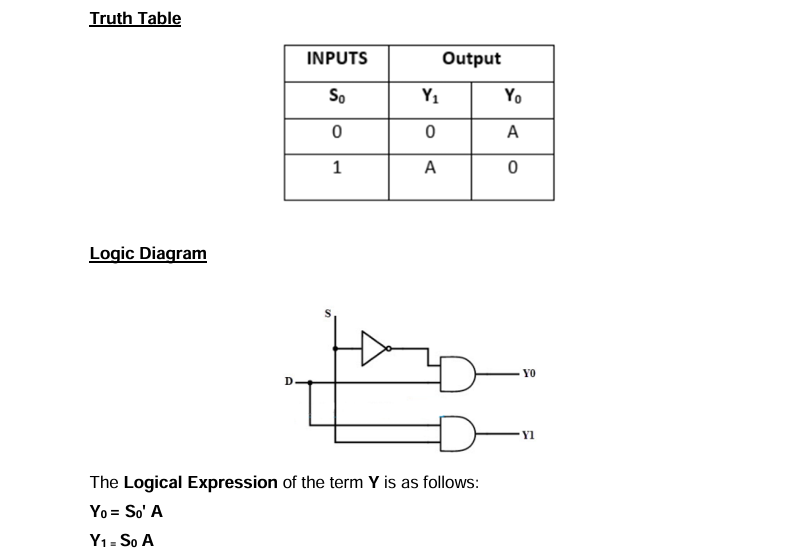 Truth Table
INPUTS Output
S₀ Y₁ Y₀
0 0 A
1 A 0
Logic Diagram
S
D
Y0
Y1
The Logical Expression of the term Y is as follows:
Y₀ = S₀' A
Y₁ = S₀ A